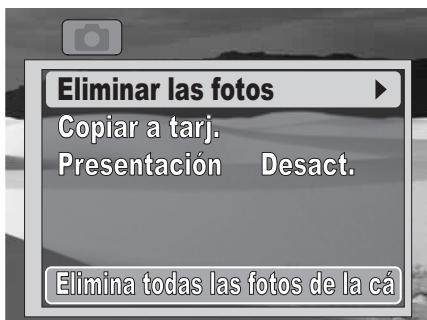 Eliminar las fotos
Copiar a tarj.
Presentación Desact.
Elimina todas las fotos de la cá